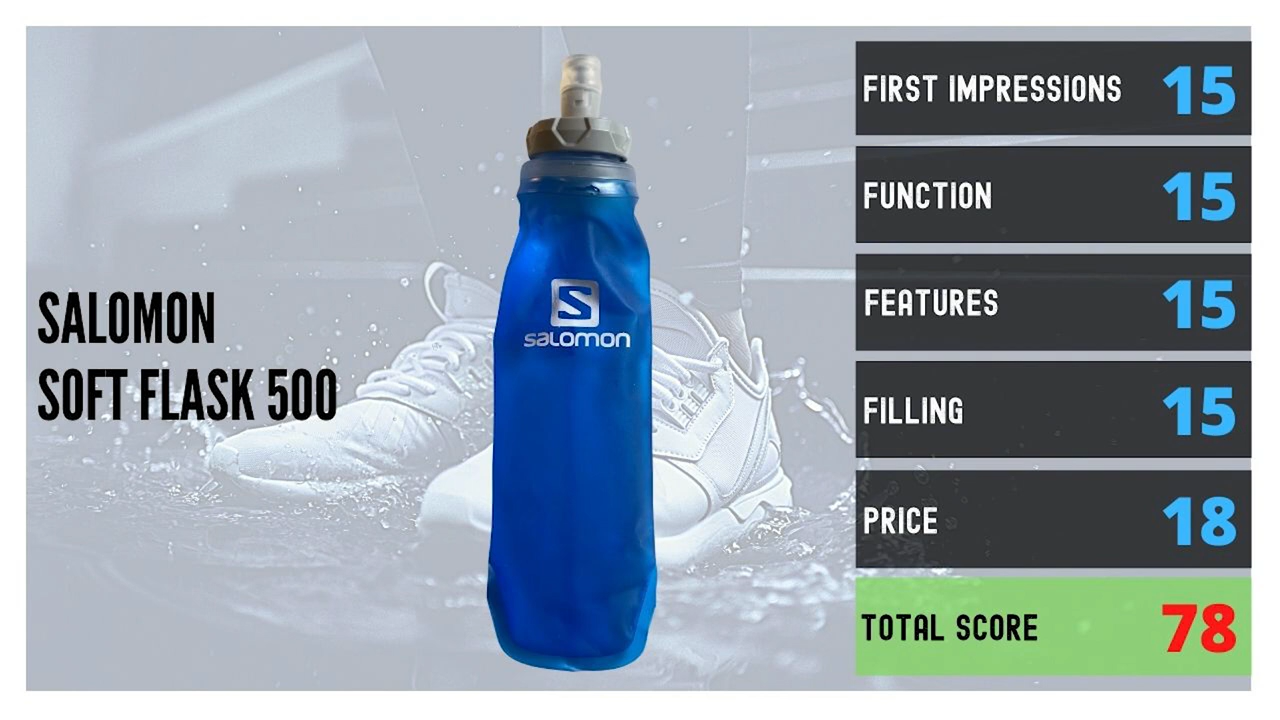 SALOMON
SOFT FLASK 500
salomon
FIRST IMPRESSIONS 15
FUNCTION 15
FEATURES 15
FILLING 15
PRICE 18
TOTAL SCORE 78